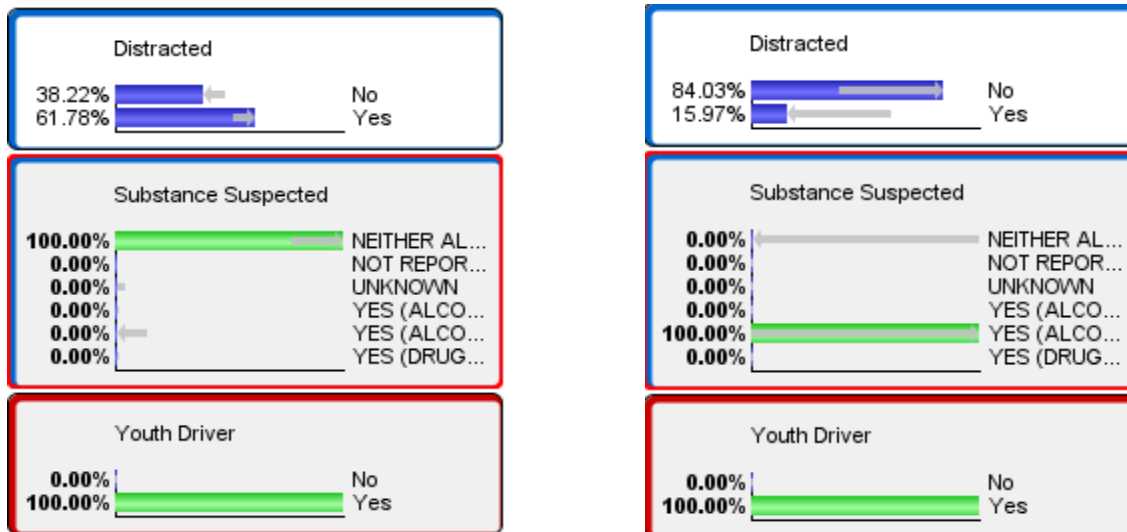 Distracted
38.22% No
61.78% Yes
Substance Suspected
100.00% NEITHER AL...
0.00% NOT REPOR...
0.00% UNKNOWN
0.00% YES (ALCO...
0.00% YES (ALCO...
0.00% YES (DRUG...
Youth Driver
0.00% No
100.00% Yes
Distracted
84.03% No
15.97% Yes
Substance Suspected
0.00% NEITHER AL...
0.00% NOT REPOR...
0.00% UNKNOWN
0.00% YES (ALCO...
100.00% YES (ALCO...
0.00% YES (DRUG...
Youth Driver
0.00% No
100.00% Yes